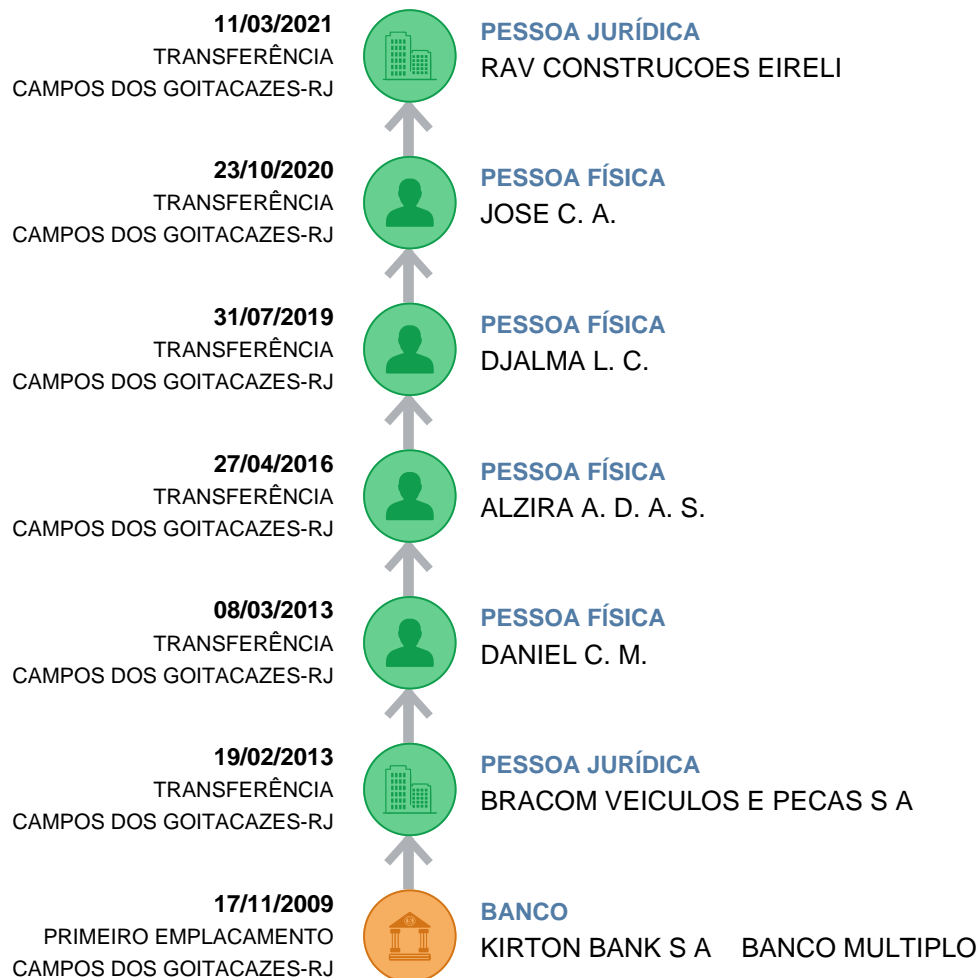 11/03/2021
TRANSFERÊNCIA
CAMPOS DOS GOITACAZES-RJ
PESSOA JURÍDICA
RAV CONSTRUCOES EIRELI
23/10/2020
TRANSFERÊNCIA
CAMPOS DOS GOITACAZES-RJ
PESSOA FÍSICA
JOSE C. A.
31/07/2019
TRANSFERÊNCIA
CAMPOS DOS GOITACAZES-RJ
PESSOA FÍSICA
DJALMA L. C.
27/04/2016
TRANSFERÊNCIA
CAMPOS DOS GOITACAZES-RJ
PESSOA FÍSICA
ALZIRA A. D. A. S.
08/03/2013
TRANSFERÊNCIA
CAMPOS DOS GOITACAZES-RJ
PESSOA FÍSICA
DANIEL C. M.
19/02/2013
TRANSFERÊNCIA
CAMPOS DOS GOITACAZES-RJ
PESSOA JURÍDICA
BRACOM VEICULOS E PECAS S A
17/11/2009
PRIMEIRO EMPLACAMENTO
CAMPOS DOS GOITACAZES-RJ
BANCO
KIRTON BANK S A BANCO MULTIPLO